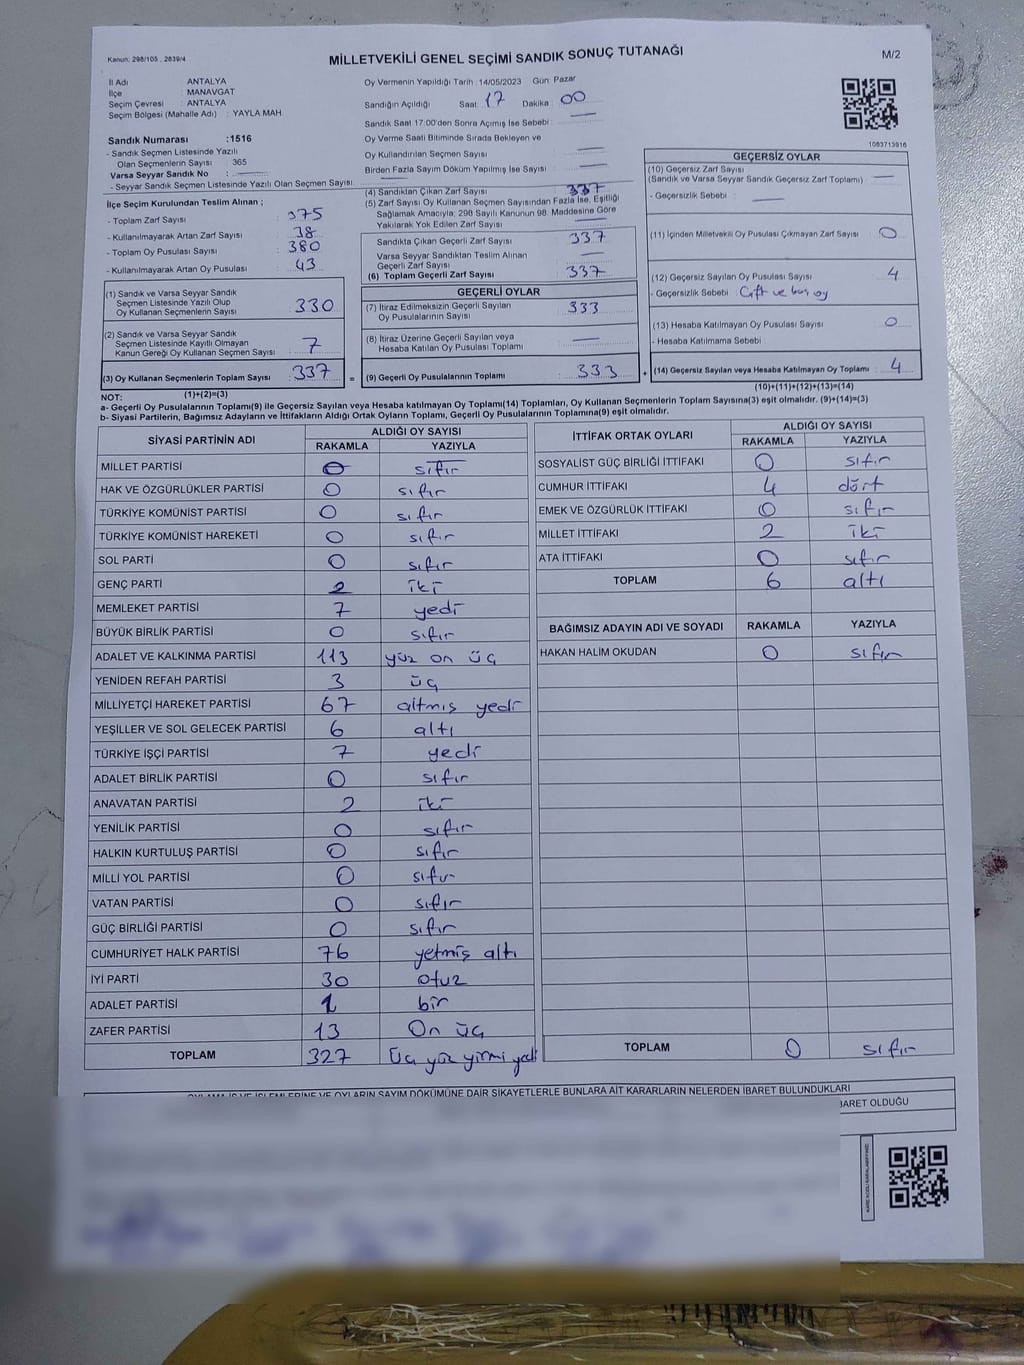 Kanun: 298/105 , 2839/4
MİLLETVEKİLİ GENEL SEÇİMİ SANDIK SONUÇ TUTANAĞI
M/2
İl Adı : ANTALYA
İlçe : MANAVGAT
Seçim Çevresi : ANTALYA
Seçim Bölgesi (Mahalle Adı) : YAYLA MAH.
Sandık Numarası :1516
- Sandık Seçmen Listesinde Yazılı
Olan Seçmenlerin Sayısı : 365
Varsa Seyyar Sandık No :
- Seyyar Sandık Seçmen Listesinde Yazılı Olan Seçmen Sayısı:
Oy Vermenin Yapıldığı Tarih :14/05/2023 Gün: Pazar
Sandığın Açıldığı Saat: 17 Dakika : 00
Sandık Saat 17:00'den Sonra Açımış İse Sebebi :
Oy Verme Saati Bitiminde Sırada Bekleyen ve
Oy Kullandırılan Seçmen Sayısı
Birden Fazla Sayım Döküm Yapılmış İse Sayısı :
1063713916
İlçe Seçim Kurulundan Teslim Alınan ;
- Toplam Zarf Sayısı : 375
- Kullanılmayarak Artan Zarf Sayısı : 38
- Toplam Oy Pusulası Sayısı : 380
- Kullanılmayarak Artan Oy Pusulası : 43
(1) Sandık ve Varsa Seyyar Sandık
Seçmen Listesinde Yazılı Olup
Oy Kullanan Seçmenlerin Sayısı : 330
(2) Sandık ve Varsa Seyyar Sandık
Seçmen Listesinde Kayıtlı Olmayan
Kanun Gereği Oy Kullanan Seçmen Sayısı : 7
(3) Oy Kullanan Seçmenlerin Toplam Sayısı : 337
(1)+(2)=(3)
(4) Sandıktan Çıkan Zarf Sayısı : 337
(5) Zarf Sayısı Oy Kullanan Seçmen Sayısından Fazla İse, Eşitliği
Sağlamak Amacıyla; 298 Sayılı Kanunun 98. Maddesine Göre
Yakılarak Yok Edilen Zarf Sayısı
Sandıkta Çıkan Geçerli Zarf Sayısı : 337
Varsa Seyyar Sandıktan Teslim Alınan
Geçerli Zarf Sayısı
(6) Toplam Geçerli Zarf Sayısı : 337
GEÇERLİ OYLAR
(7) İtiraz Edilmeksizin Geçerli Sayılan
Oy Pusulalarının Sayısı : 333
(8) İtiraz Üzerine Geçerli Sayılan veya
Hesaba Katılan Oy Pusulası Toplamı :
= (9) Geçerli Oy Pusulalarının Toplamı : 333
GEÇERSİZ OYLAR
(10) Geçersiz Zarf Sayısı
(Sandık ve Varsa Seyyar Sandık Geçersiz Zarf Toplamı) :
- Geçersizlik Sebebi :
(11) İçinden Milletvekili Oy Pusulası Çıkmayan Zarf Sayısı : 0
(12) Geçersiz Sayılan Oy Pusulası Sayısı : 4
- Geçersizlik Sebebi : Çift ve boş oy
(13) Hesaba Katılmayan Oy Pusulası Sayısı : 0
- Hesaba Katılmama Sebebi :
+ (14) Geçersiz Sayılan veya Hesaba Katılmayan Oy Toplamı : 4
(10)+(11)+(12)+(13)=(14)
NOT:
a- Geçerli Oy Pusulalarının Toplamı(9) ile Geçersiz Sayılan veya Hesaba katılmayan Oy Toplamı(14) Toplamları, Oy Kullanan Seçmenlerin Toplam Sayısına(3) eşit olmalıdır. (9)+(14)=(3)
b- Siyasi Partilerin, Bağımsız Adayların ve İttifakların Aldığı Ortak Oyların Toplamı, Geçerli Oy Pusulalarının Toplamına(9) eşit olmalıdır.
SİYASİ PARTİNİN ADI ALDIĞI OY SAYISI
RAKAMLA YAZIYLA
MİLLET PARTİSİ 0 sıfır
HAK VE ÖZGÜRLÜKLER PARTİSİ 0 sıfır
TÜRKİYE KOMÜNİST PARTİSİ 0 sıfır
TÜRKİYE KOMÜNİST HAREKETİ 0 sıfır
SOL PARTİ 0 sıfır
GENÇ PARTİ 2 iki
MEMLEKET PARTİSİ 7 yedi
BÜYÜK BİRLİK PARTİSİ 0 sıfır
ADALET VE KALKINMA PARTİSİ 113 yüz on üç
YENİDEN REFAH PARTİSİ 3 üç
MİLLİYETÇİ HAREKET PARTİSİ 67 altmış yedi
YEŞİLLER VE SOL GELECEK PARTİSİ 6 altı
TÜRKİYE İŞÇİ PARTİSİ 7 yedi
ADALET BİRLİK PARTİSİ 0 sıfır
ANAVATAN PARTİSİ 2 iki
YENİLİK PARTİSİ 0 sıfır
HALKIN KURTULUŞ PARTİSİ 0 sıfır
MİLLİ YOL PARTİSİ 0 sıfır
VATAN PARTİSİ 0 sıfır
GÜÇ BİRLİĞİ PARTİSİ 0 sıfır
CUMHURİYET HALK PARTİSİ 76 yetmiş altı
İYİ PARTİ 30 otuz
ADALET PARTİSİ 1 bir
ZAFER PARTİSİ 13 On üç
TOPLAM 327 Üç yüz yirmi yedi
İTTİFAK ORTAK OYLARI ALDIĞI OY SAYISI
RAKAMLA YAZIYLA
SOSYALİST GÜÇ BİRLİĞİ İTTİFAKI 0 sıfır
CUMHUR İTTİFAKI 4 dört
EMEK VE ÖZGÜRLÜK İTTİFAKI 0 sıfır
MİLLET İTTİFAKI 2 iki
ATA İTTİFAKI 0 sıfır
TOPLAM 6 altı
BAĞIMSIZ ADAYIN ADI VE SOYADI RAKAMLA YAZIYLA
HAKAN HALİM OKUDAN 0 sıfır
TOPLAM 0 sıfır
OYLAMA İŞ VE İŞLEMLERİNE VE OYLARIN SAYIM DÖKÜMÜNE DAİR ŞİKAYETLERLE BUNLARA AİT KARARLARIN NELERDEN İBARET BULUNDUKLARI
İBARET OLDUĞU